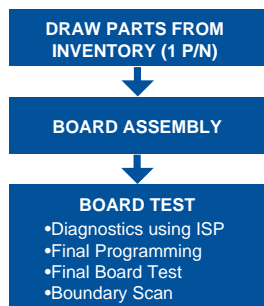 DRAW PARTS FROM
INVENTORY (1 P/N)
BOARD ASSEMBLY
BOARD TEST
•Diagnostics using ISP
•Final Programming
•Final Board Test
•Boundary Scan